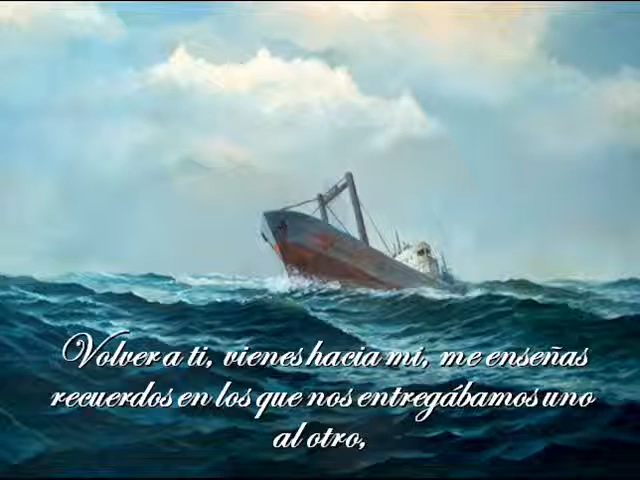 Volver a ti, vienes hacia mi, me enseñas
recuerdos en los que nos entregábamos uno
al otro,